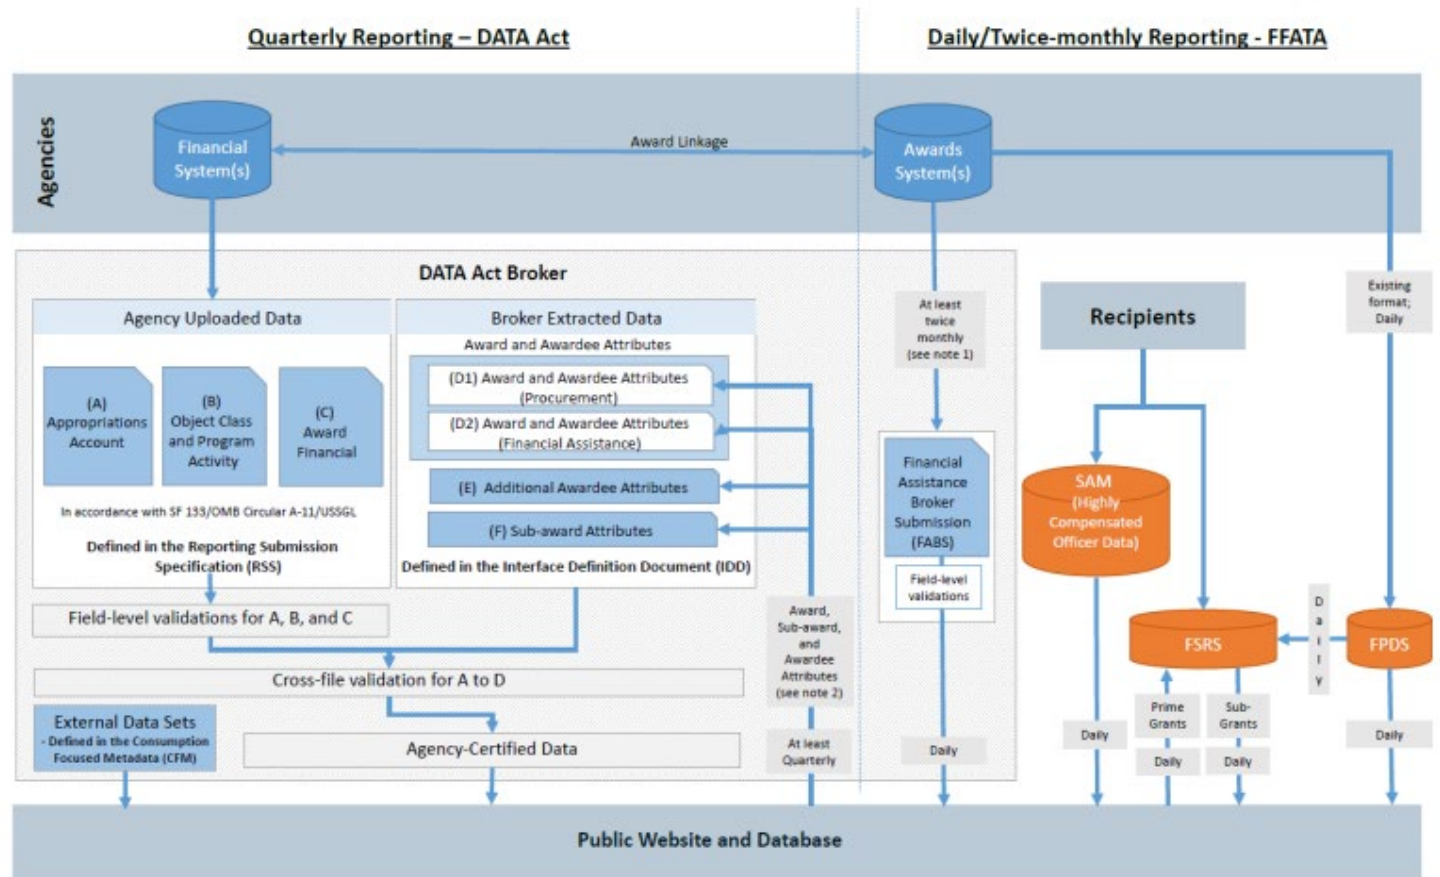 Quarterly Reporting – DATA Act
Daily/Twice-monthly Reporting - FFATA
Agencies
Financial
System(s)
Award Linkage
Awards
System(s)
DATA Act Broker
Agency Uploaded Data
(A)
Appropriations
Account
(B)
Object Class
and Program
Activity
(C)
Award
Financial
In accordance with SF 133/OMB Circular A-11/USSGL
Defined in the Reporting Submission
Specification (RSS)
Broker Extracted Data
Award and Awardee Attributes
(D1) Award and Awardee Attributes
(Procurement)
(D2) Award and Awardee Attributes
(Financial Assistance)
(E) Additional Awardee Attributes
(F) Sub-award Attributes
Defined in the Interface Definition Document (IDD)
Field-level validations for A, B, and C
Cross-file validation for A to D
External Data Sets
- Defined in the Consumption
Focused Metadata (CFM)
Agency-Certified Data
Award,
Sub-award,
and
Awardee
Attributes
(see note 2)
At least
Quarterly
At least
twice
monthly
(see note 1)
Financial
Assistance
Broker
Submission
(FABS)
Field-level
validations
Daily
Recipients
Existing
format;
Daily
SAM
(Highly
Compensated
Officer Data)
FSRS
Daily
FPDS
Daily
Prime
Grants
Daily
Sub-
Grants
Daily
Daily
Public Website and Database